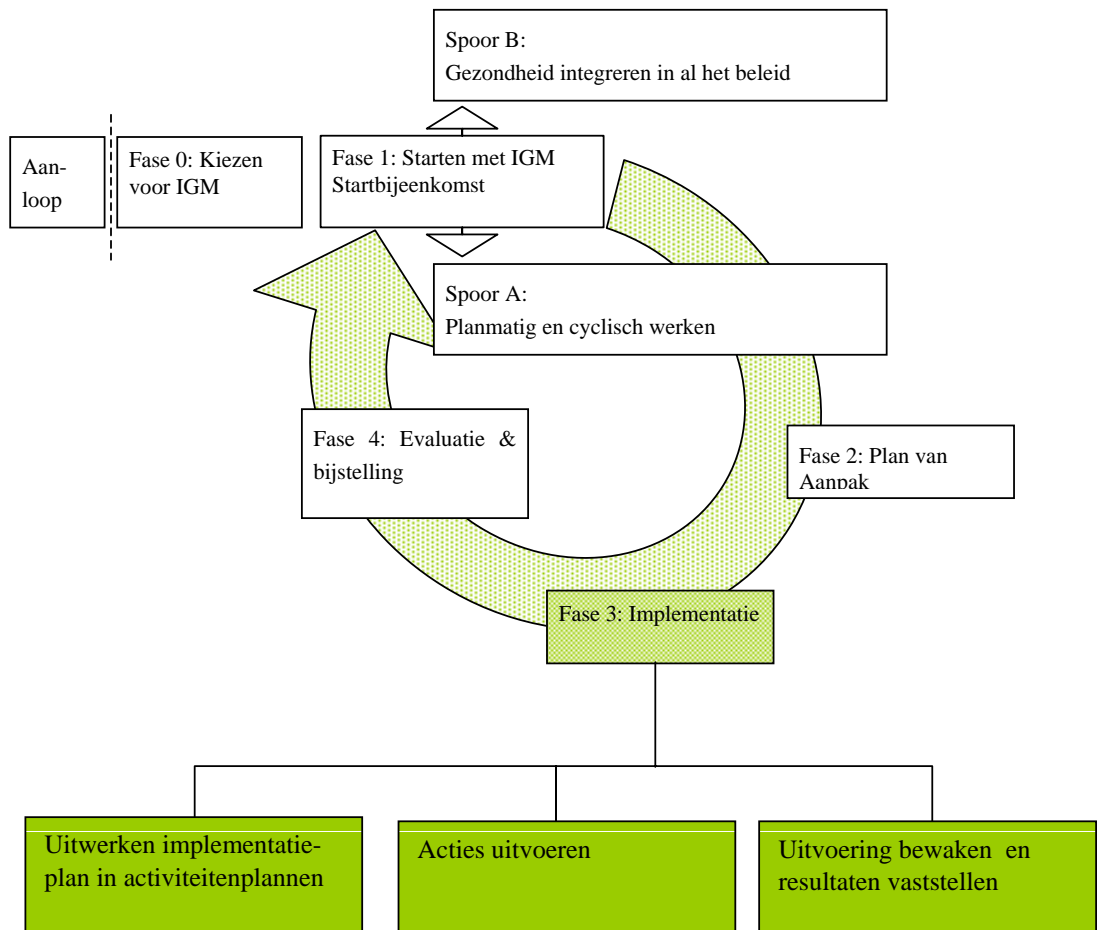 Spoor B:
Gezondheid integreren in al het beleid
Aan-
loop
Fase 0: Kiezen
voor IGM
Fase 1: Starten met IGM
Startbijeenkomst
Spoor A:
Planmatig en cyclisch werken
Fase 4: Evaluatie &
bijstelling
Fase 2: Plan van
Aanpak
Fase 3: Implementatie
Uitwerken implementatie-
plan in activiteitenplannen
Acties uitvoeren
Uitvoering bewaken en
resultaten vaststellen